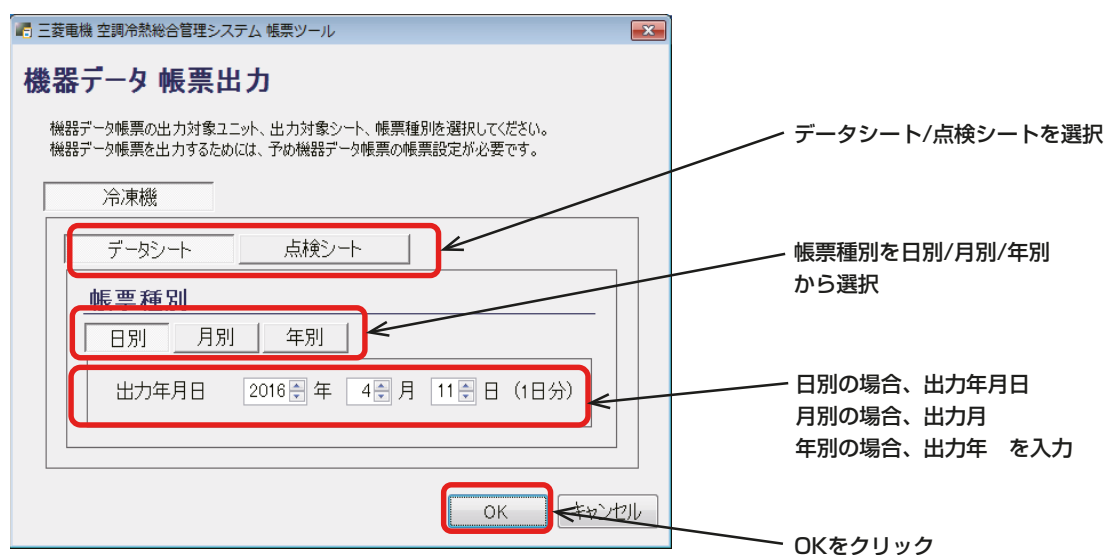 三菱電機 空調冷熱総合管理システム 帳票ツール
機器データ 帳票出力
機器データ帳票の出力対象ユニット、出力対象シート、帳票種別を選択してください。
機器データ帳票を出力するためには、予め機器データ帳票の帳票設定が必要です。
冷凍機
データシート 点検シート
帳票種別
日別 月別 年別
出力年月日 2016 年 4 月 11 日 (1日分)
OK キャンセル
データシート/点検シートを選択
帳票種別を日別/月別/年別
から選択
日別の場合、出力年月日
月別の場合、出力月
年別の場合、出力年 を入力
OKをクリック